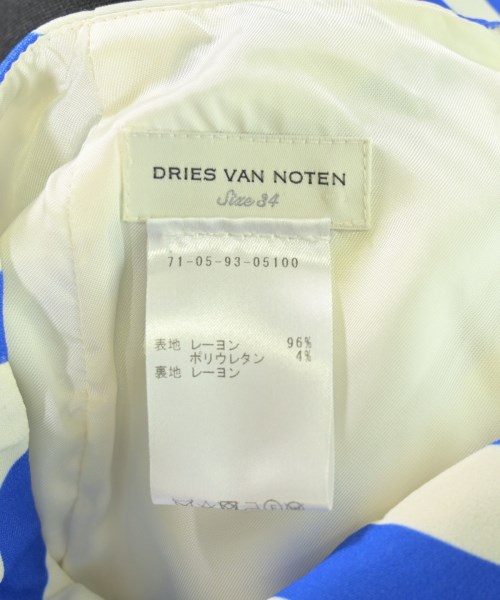 DRIES VAN NOTEN
Size 34
71-05-93-05100
表地 レーヨン 96%
ポリウレタン 4%
裏地 レーヨン